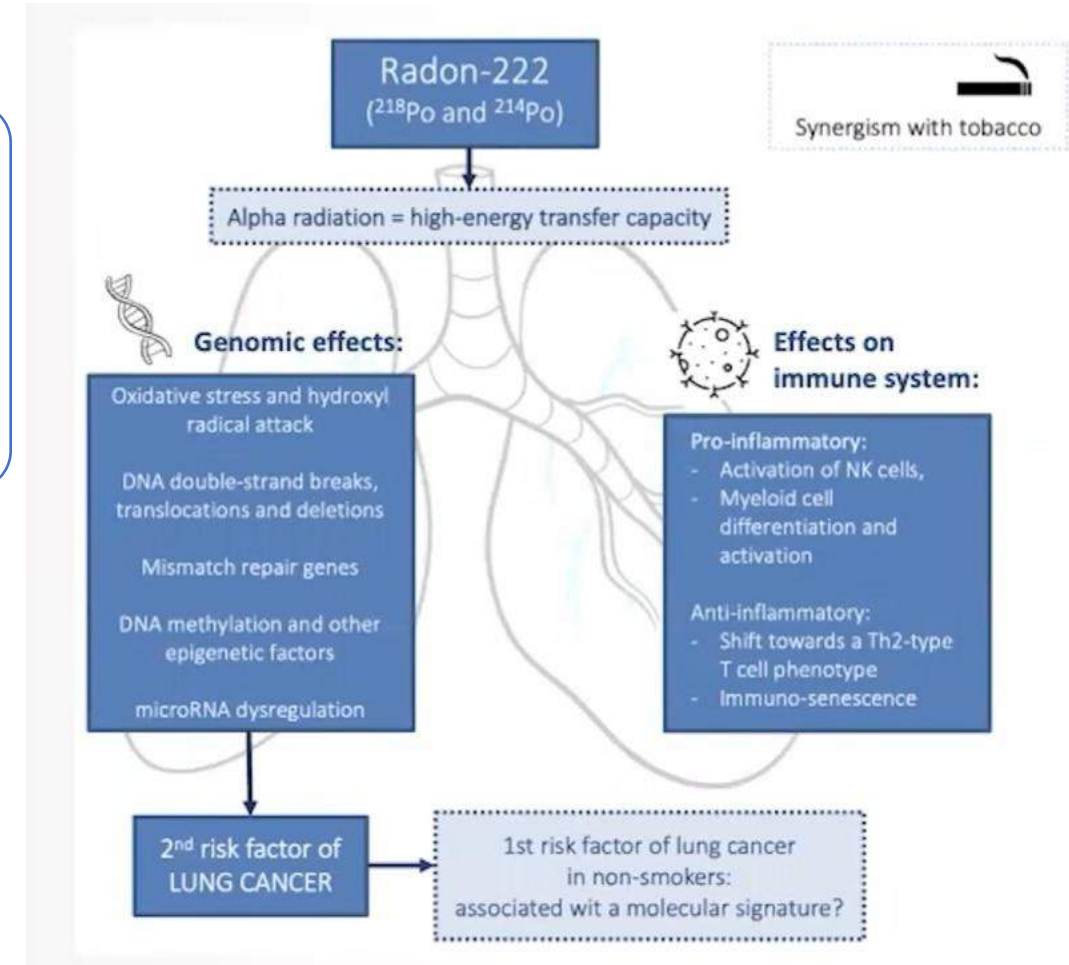 Radon-222
(²¹⁸Po and ²¹⁴Po)
Synergism with tobacco
Alpha radiation = high-energy transfer capacity
Genomic effects:
Oxidative stress and hydroxyl
radical attack
DNA double-strand breaks,
translocations and deletions
Mismatch repair genes
DNA methylation and other
epigenetic factors
microRNA dysregulation
Effects on
immune system:
Pro-inflammatory:
- Activation of NK cells,
- Myeloid cell
differentiation and
activation
Anti-inflammatory:
- Shift towards a Th2-type
T cell phenotype
- Immuno-senescence
2ⁿᵈ risk factor of
LUNG CANCER
1st risk factor of lung cancer
in non-smokers:
associated wit a molecular signature?